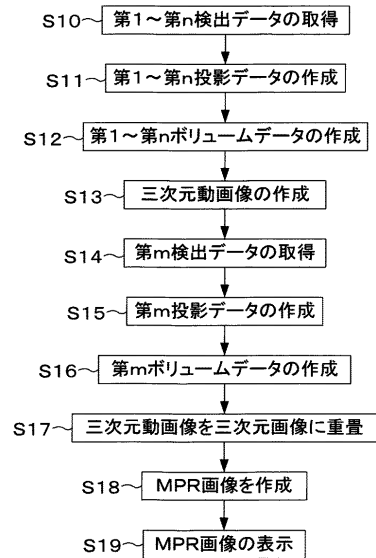 S10 第1~第n検出データの取得
S11 第1~第n投影データの作成
S12 第1~第nボリュームデータの作成
S13 三次元動画像の作成
S14 第m検出データの取得
S15 第m投影データの作成
S16 第mボリュームデータの作成
S17 三次元動画像を三次元画像に重畳
S18 MPR画像を作成
S19 MPR画像の表示